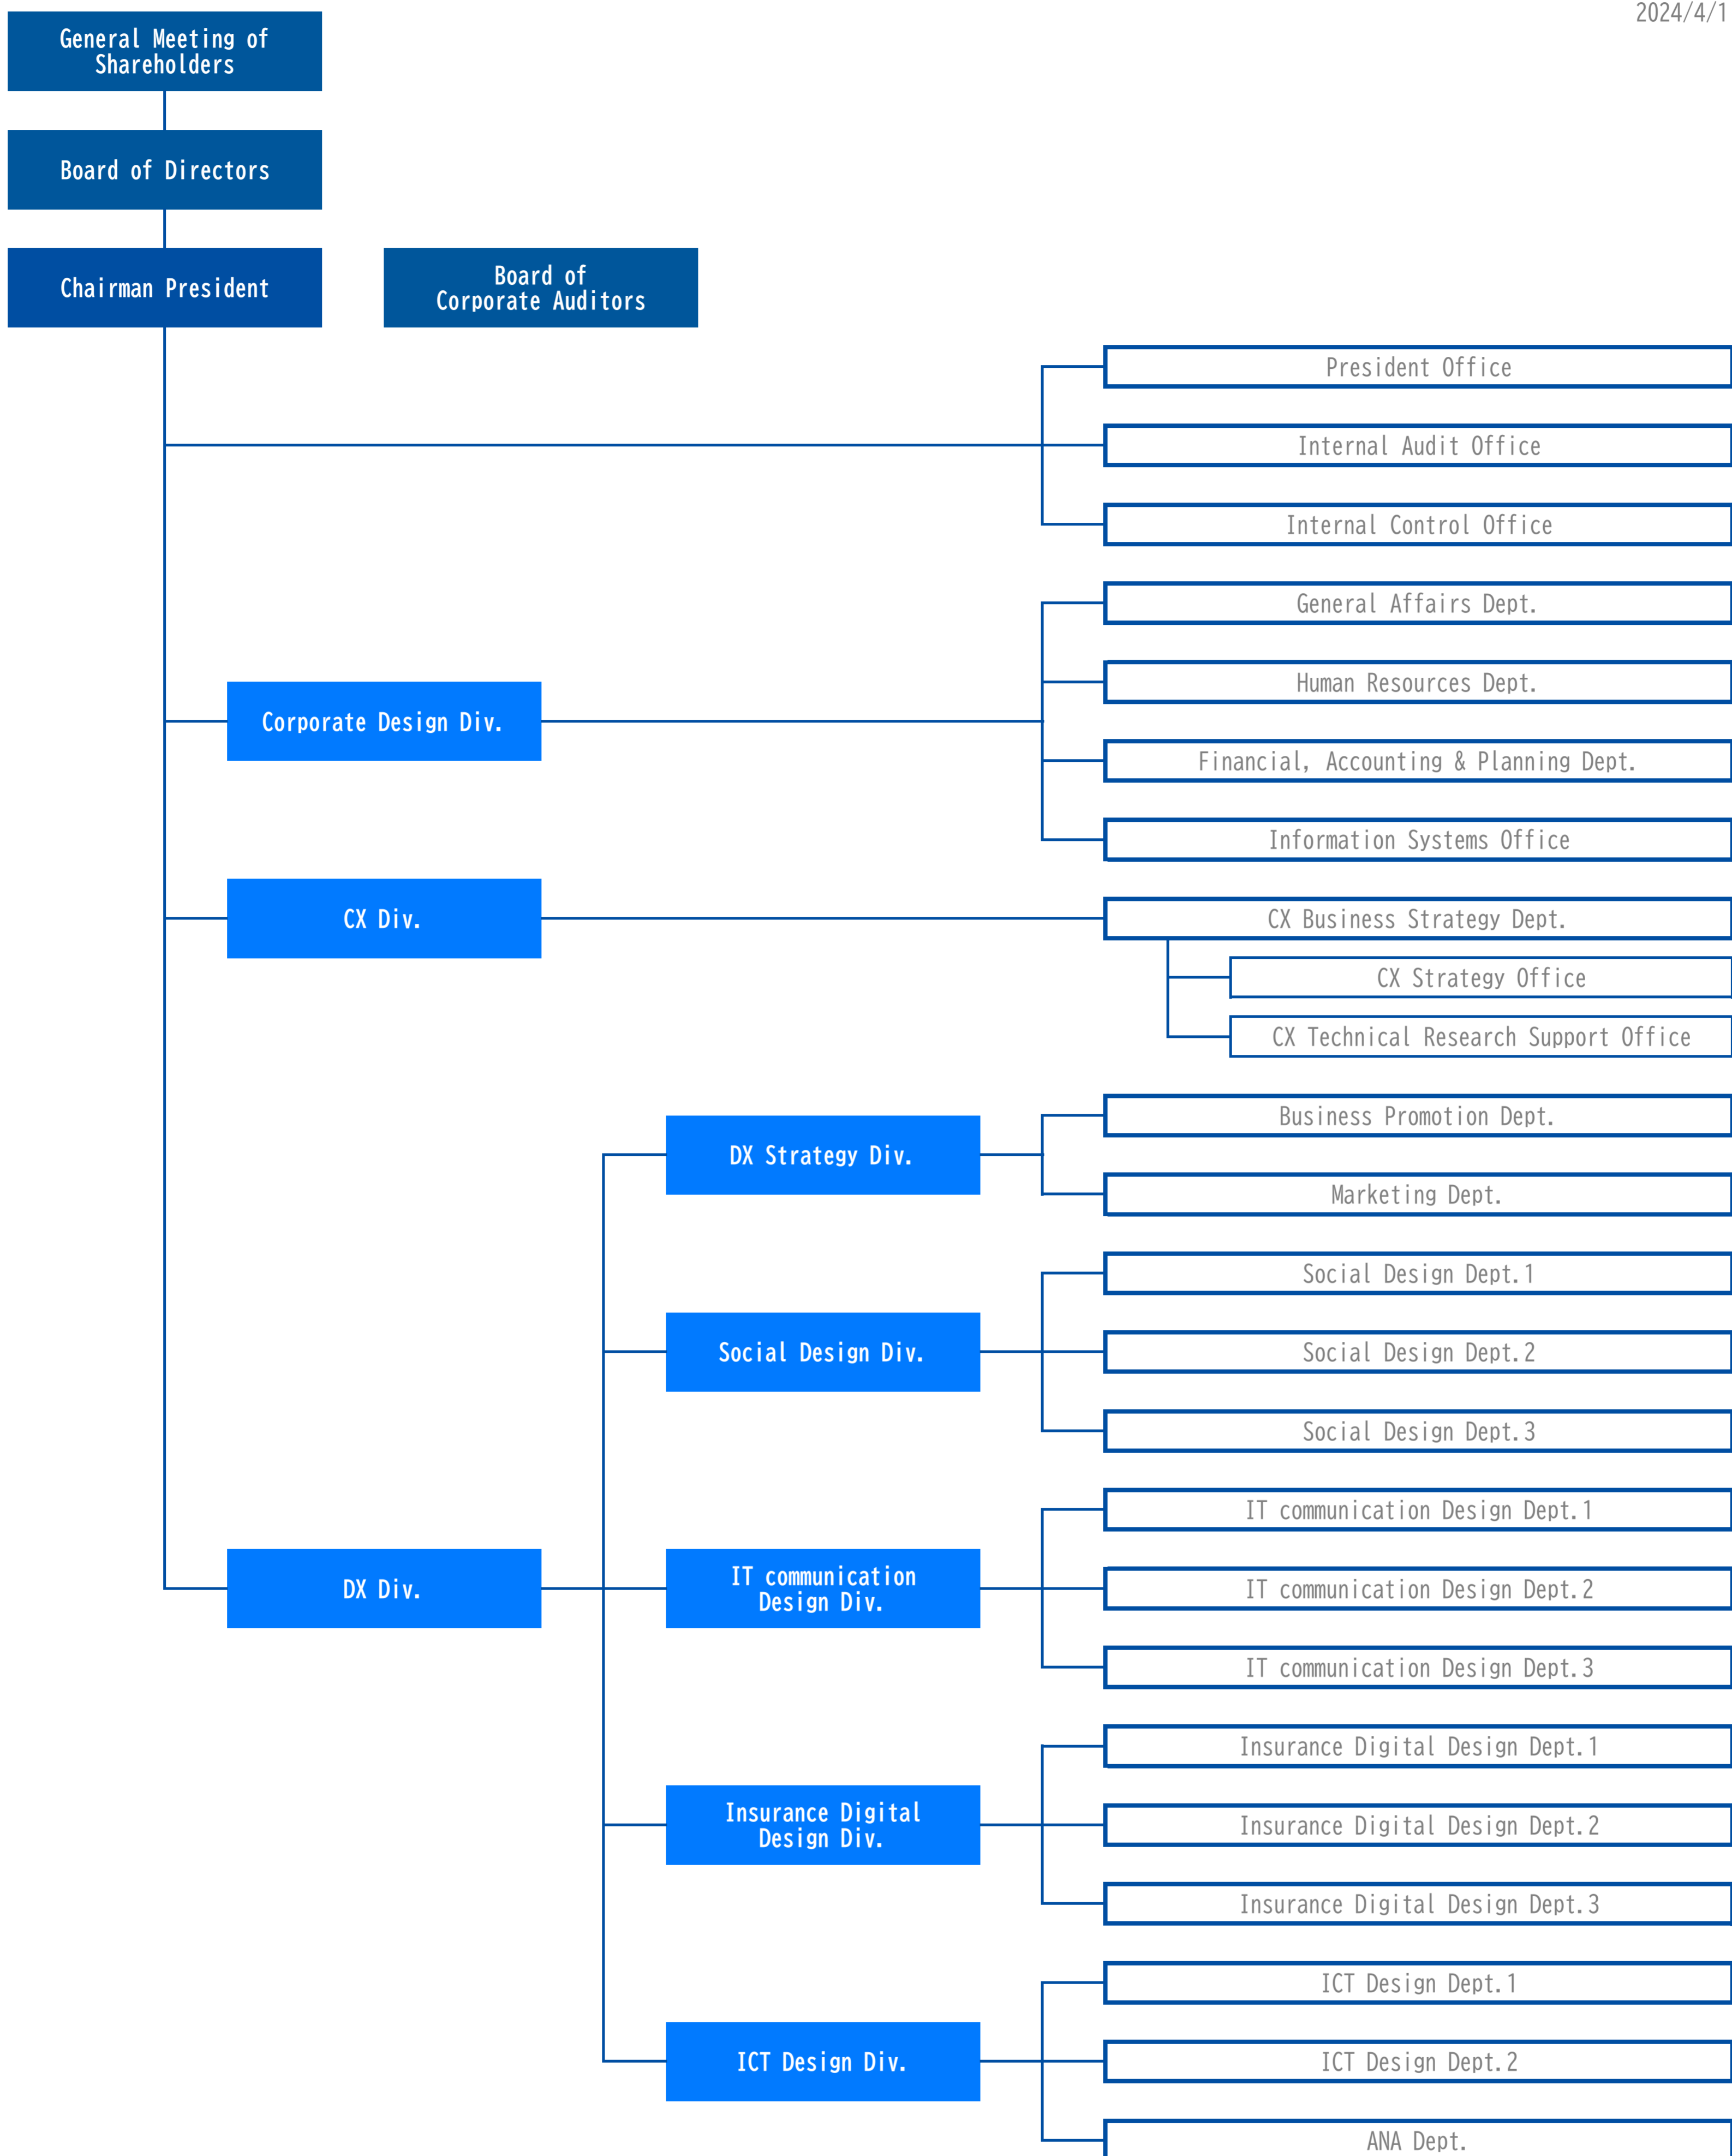 2024/4/1
General Meeting of
Shareholders
Board of Directors
Chairman President
Board of
Corporate Auditors
President Office
Internal Audit Office
Internal Control Office
General Affairs Dept.
Human Resources Dept.
Corporate Design Div.
Financial, Accounting & Planning Dept.
Information Systems Office
CX Div.
CX Business Strategy Dept.
CX Strategy Office
CX Technical Research Support Office
Business Promotion Dept.
DX Strategy Div.
Marketing Dept.
Social Design Dept.1
Social Design Div.
Social Design Dept.2
Social Design Dept.3
IT communication Design Dept.1
DX Div.
IT communication
Design Div.
IT communication Design Dept.2
IT communication Design Dept.3
Insurance Digital Design Dept.1
Insurance Digital
Design Div.
Insurance Digital Design Dept.2
Insurance Digital Design Dept.3
ICT Design Dept.1
ICT Design Div.
ICT Design Dept.2
ANA Dept.